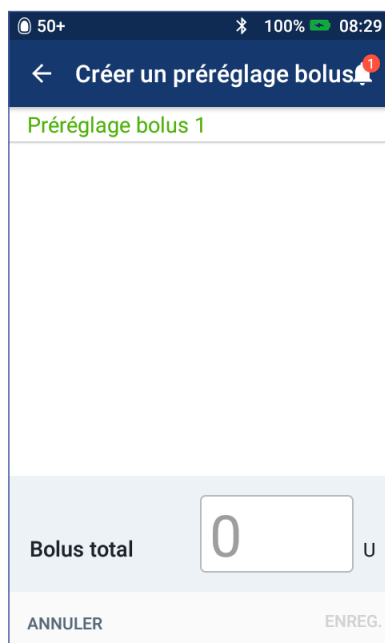 50+ 100% 08:29
Créer un préréglage bolus 1
Préréglage bolus 1
Bolus total 0 U
ANNULER ENREG.